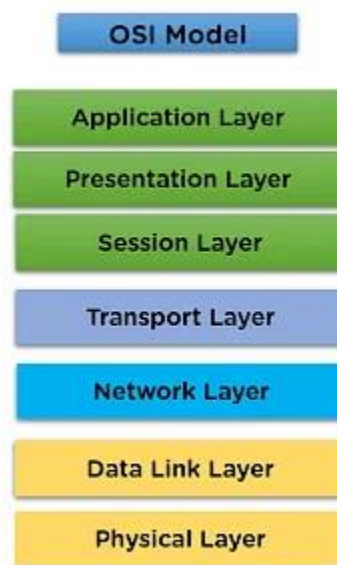 OSI Model
Application Layer
Presentation Layer
Session Layer
Transport Layer
Network Layer
Data Link Layer
Physical Layer